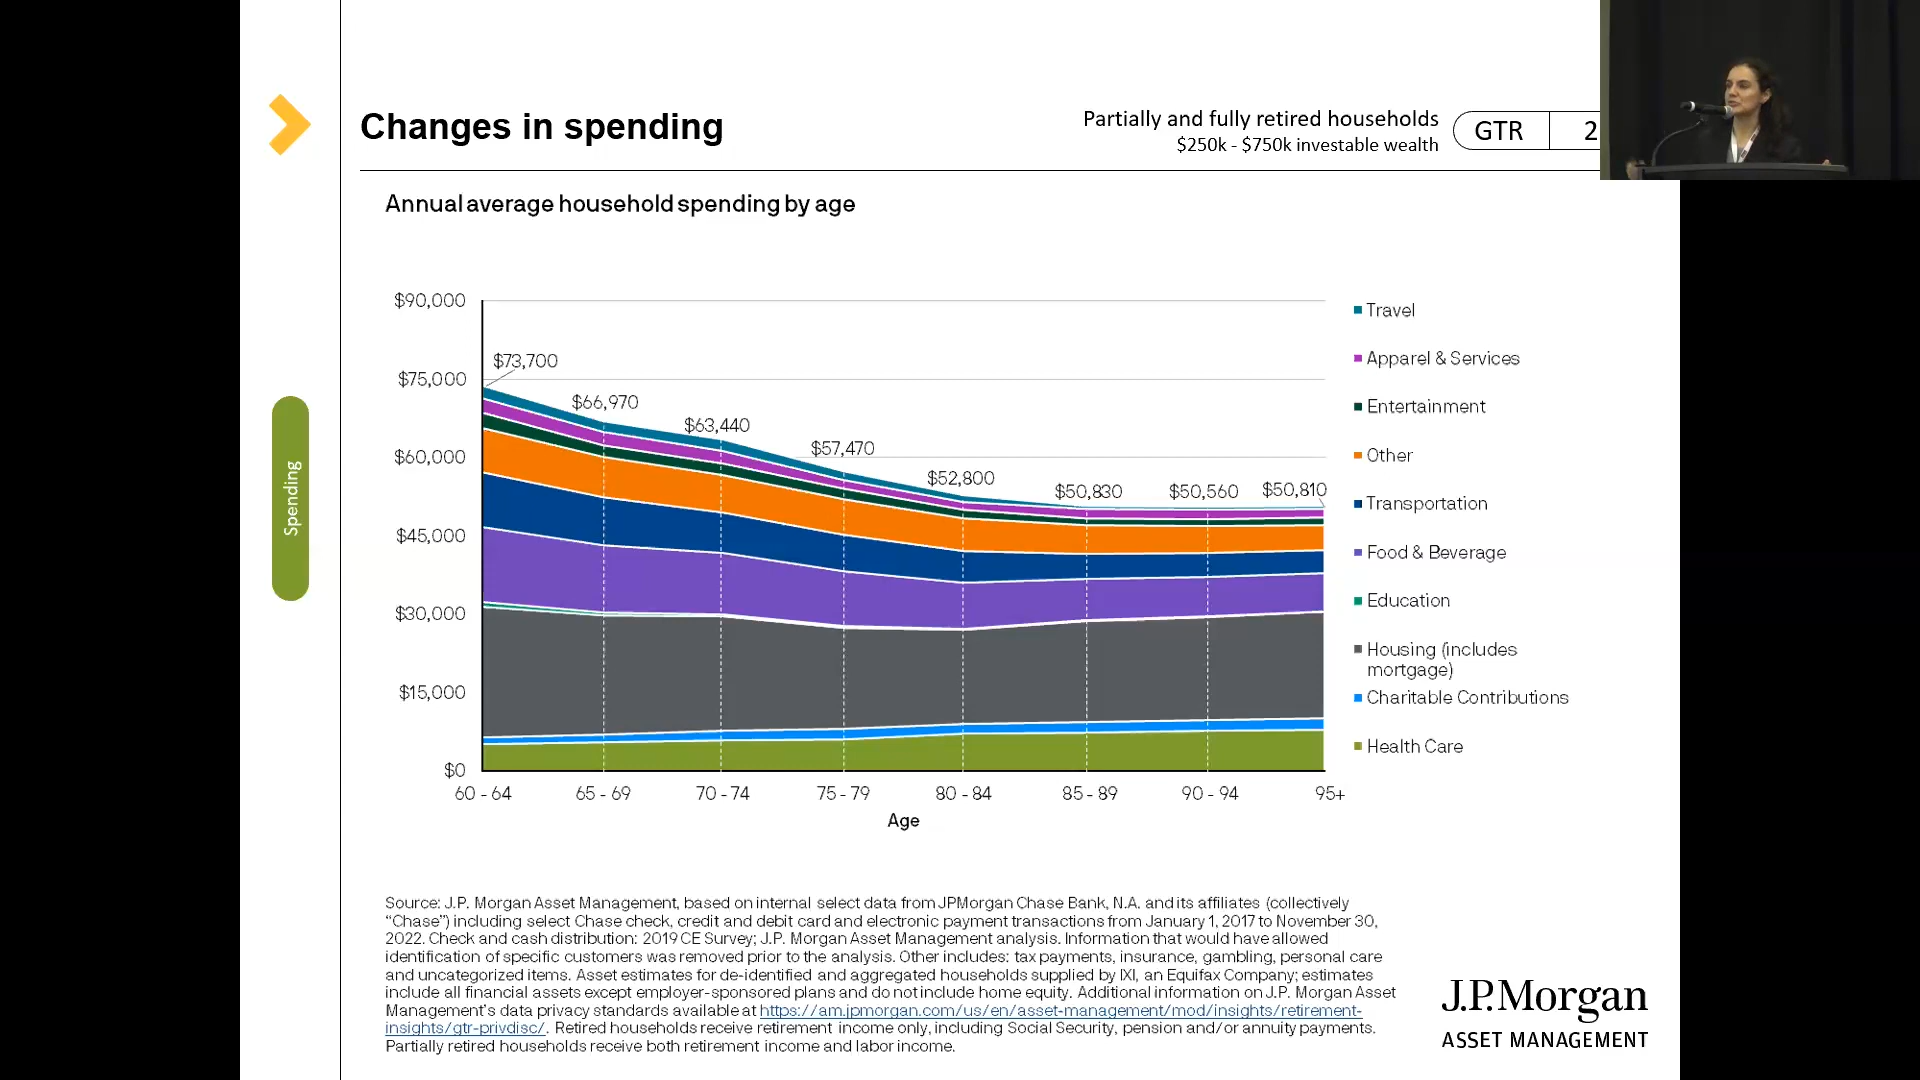 Changes in spending
Partially and fully retired households
$250k - $750k investable wealth
GTR
2
Annual average household spending by age
$90,000
$75,000
$60,000
$45,000
$30,000
$15,000
$0
$73,700
$66,970
$63,440
$57,470
$52,800
$50,830
$50,560
$50,810
60 - 64
65 - 69
70 - 74
75 - 79
80 - 84
85 - 89
90 - 94
95+
Age
Travel
Apparel & Services
Entertainment
Other
Transportation
Food & Beverage
Education
Housing (includes
mortgage)
Charitable Contributions
Health Care
Spending
Source: J.P. Morgan Asset Management, based on internal select data from JPMorgan Chase Bank, N.A. and its affiliates (collectively
“Chase”) including select Chase check, credit and debit card and electronic payment transactions from January 1, 2017 to November 30,
2022. Check and cash distribution: 2019 CE Survey; J.P. Morgan Asset Management analysis. Information that would have allowed
identification of specific customers was removed prior to the analysis. Other includes: tax payments, insurance, gambling, personal care
and uncategorized items. Asset estimates for de-identified and aggregated households supplied by IXI, an Equifax Company; estimates
include all financial assets except employer-sponsored plans and do not include home equity. Additional information on J.P. Morgan Asset
Management’s data privacy standards available at https://am.jpmorgan.com/us/en/asset-management/mod/insights/retirement-
insights/gtr-privdisc/. Retired households receive retirement income only, including Social Security, pension and/or annuity payments.
Partially retired households receive both retirement income and labor income.
J.P.Morgan
ASSET MANAGEMENT